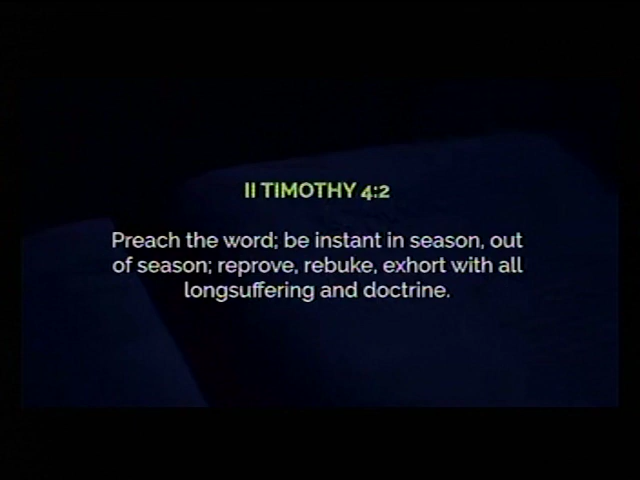 II TIMOTHY 4:2
Preach the word; be instant in season, out
of season; reprove, rebuke, exhort with all
longsuffering and doctrine.